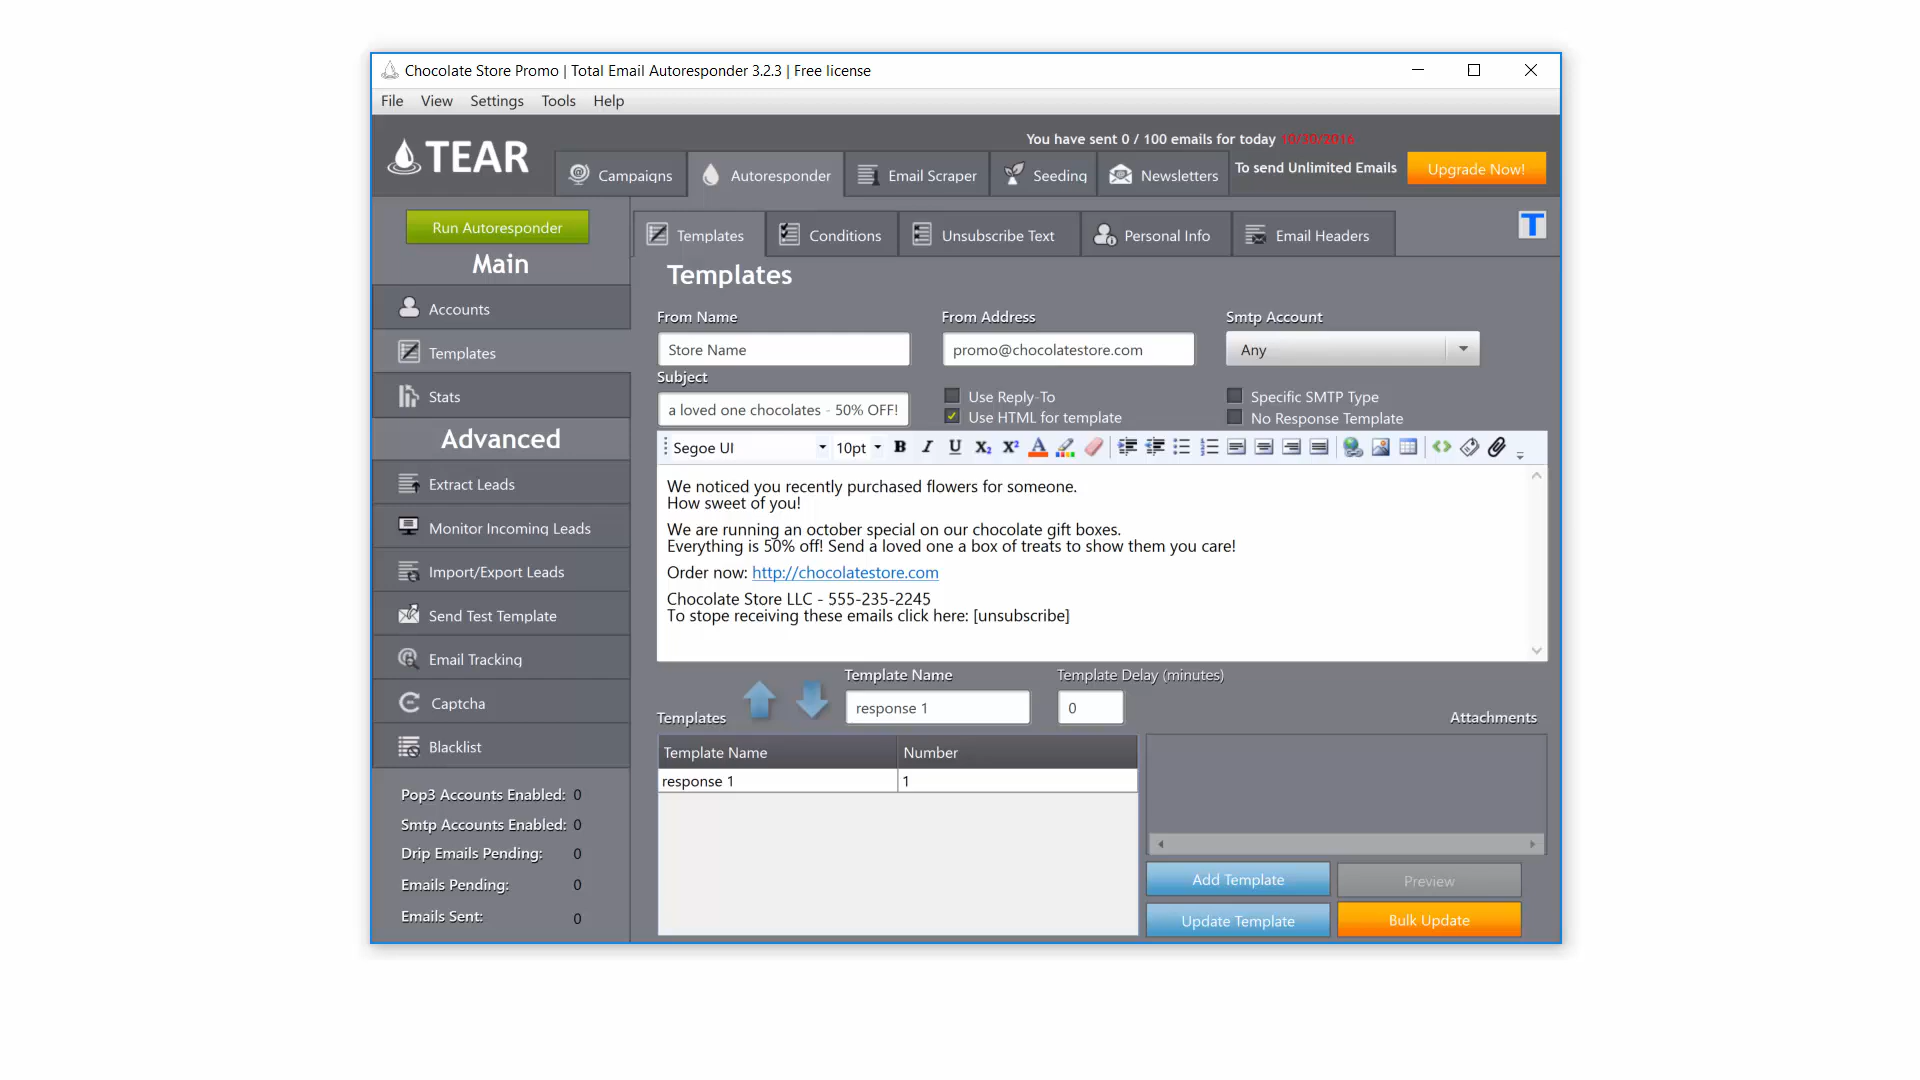 Chocolate Store Promo | Total Email Autoresponder 3.2.3 | Free license
File View Settings Tools Help
You have sent 0 / 100 emails for today 10/30/2016
TEAR
Campaigns Autoresponder Email Scraper Seeding Newsletters
To send Unlimited Emails Upgrade Now!
Run Autoresponder
Main
Accounts
Templates
Stats
Advanced
Extract Leads
Monitor Incoming Leads
Import/Export Leads
Send Test Template
Email Tracking
Captcha
Blacklist
Pop3 Accounts Enabled: 0
Smtp Accounts Enabled: 0
Drip Emails Pending: 0
Emails Pending: 0
Emails Sent: 0
Templates Conditions Unsubscribe Text Personal Info Email Headers T
Templates
From Name From Address Smtp Account
Store Name promo@chocolatestore.com Any
Subject
a loved one chocolates - 50% OFF!
Use Reply-To Specific SMTP Type
Use HTML for template No Response Template
Segoe UI 10pt B I U X₂ X² A
We noticed you recently purchased flowers for someone.
How sweet of you!
We are running an october special on our chocolate gift boxes.
Everything is 50% off! Send a loved one a box of treats to show them you care!
Order now: http://chocolatestore.com
Chocolate Store LLC - 555-235-2245
To stope receiving these emails click here: [unsubscribe]
Template Name Template Delay (minutes)
response 1 0
Templates Attachments
Template Name Number
response 1 1
Add Template Preview
Update Template Bulk Update